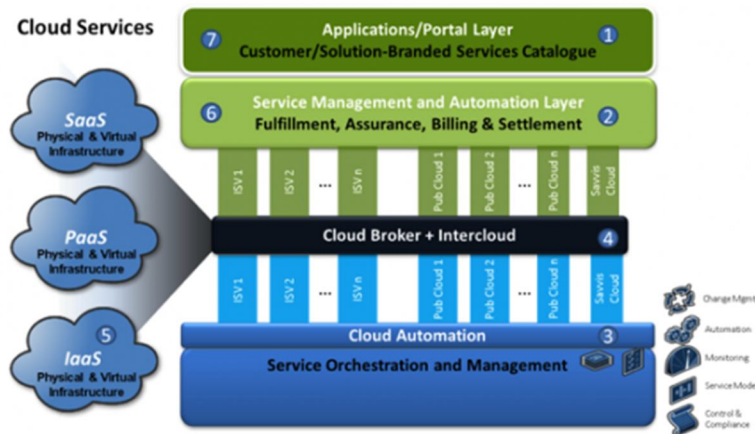 Cloud Services
7
Applications/Portal Layer
1
Customer/Solution-Branded Services Catalogue
SaaS
Physical & Virtual
Infrastructure
6
Service Management and Automation Layer
2
Fulfillment, Assurance, Billing & Settlement
ISV 1
ISV 2
...
ISV n
Pub Cloud 1
Pub Cloud 2
...
Pub Cloud n
Savvis
Cloud
PaaS
Physical & Virtual
Infrastructure
Cloud Broker + Intercloud
4
ISV 1
ISV 2
...
ISV n
Pub Cloud 1
Pub Cloud 2
...
Pub Cloud n
Savvis
Cloud
5
IaaS
Physical & Virtual
Infrastructure
Cloud Automation
3
Service Orchestration and Management
Change Mgmt
Automation
Monitoring
Service Mode
Control &
Compliance